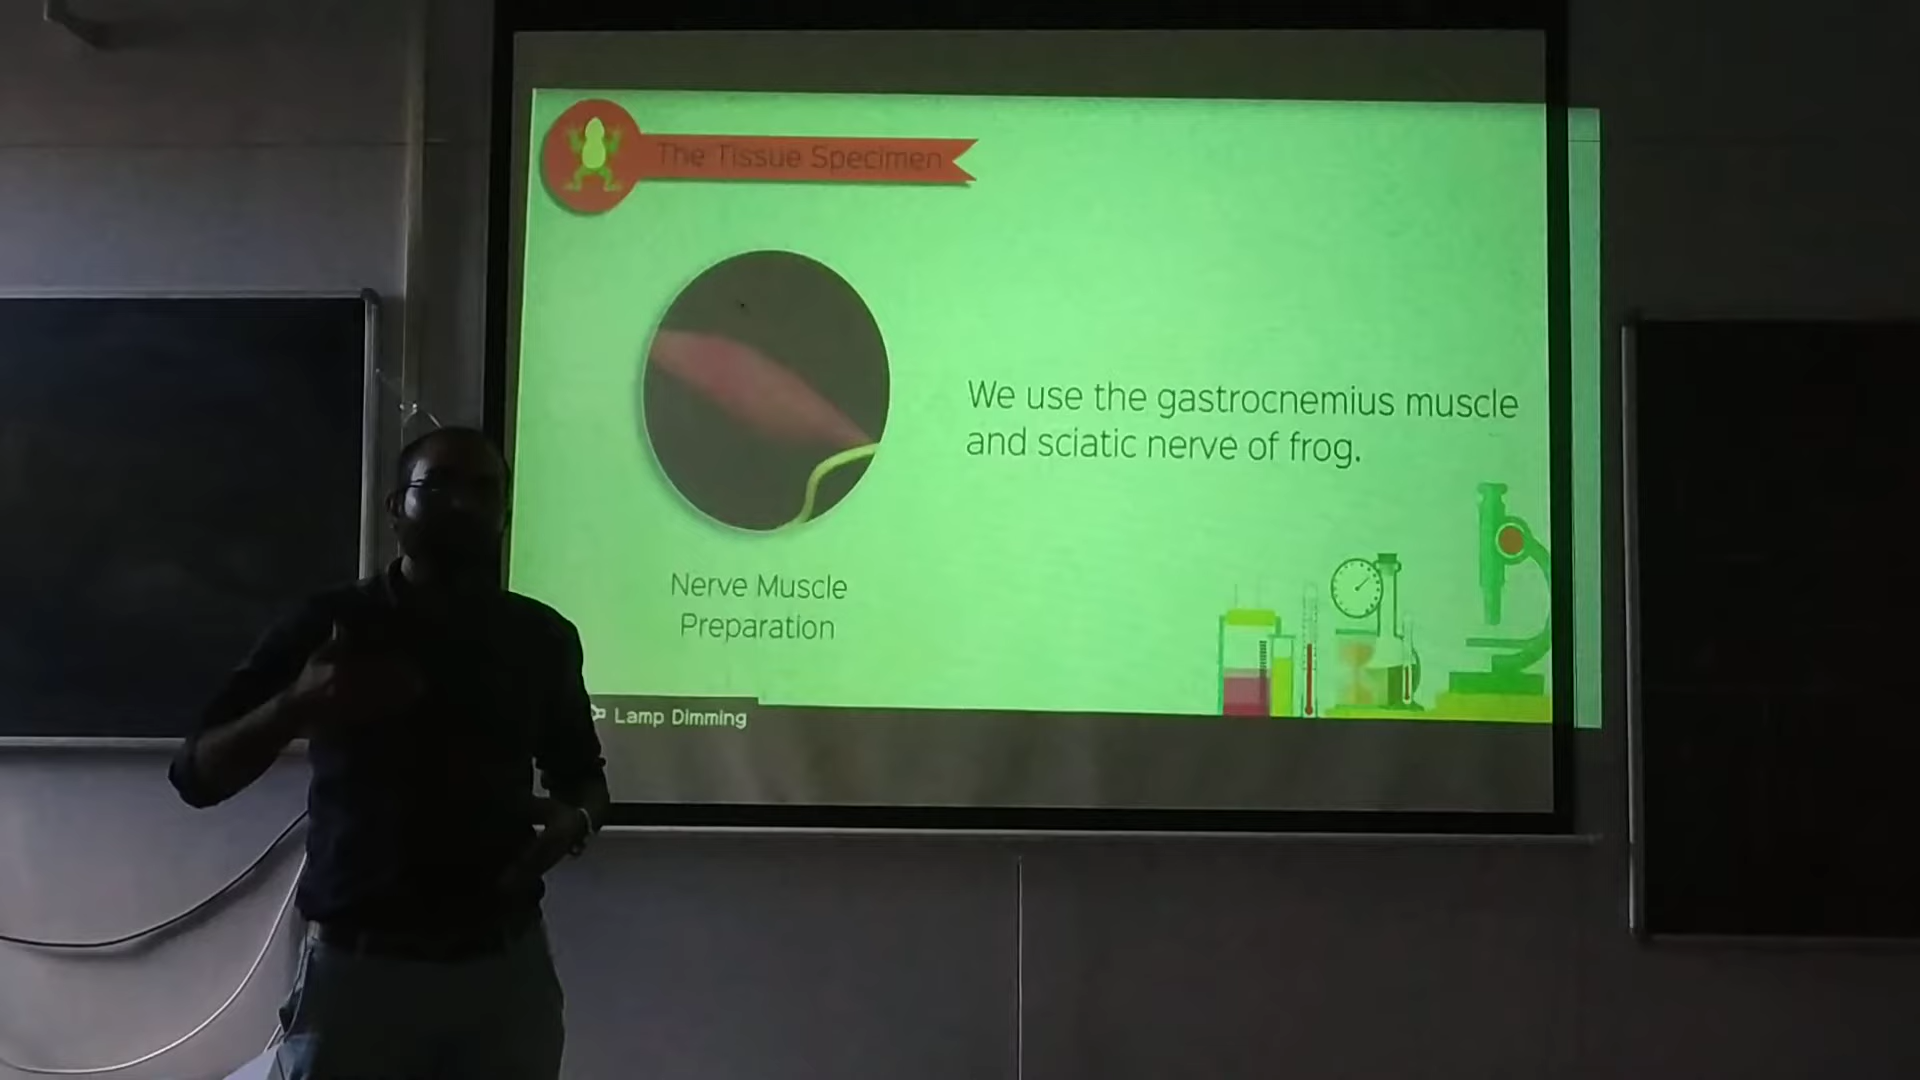 The Tissue Specimen
We use the gastrocnemius muscle
and sciatic nerve of frog.
Nerve Muscle
Preparation
Lamp Dimming